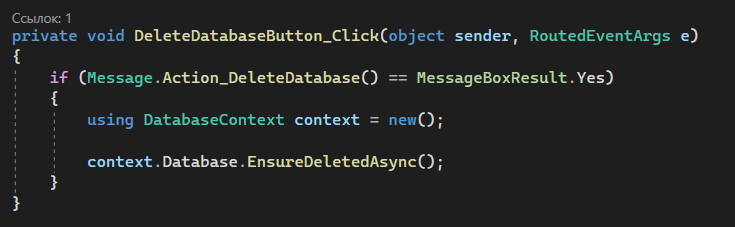 Ссылок: 1
private void DeleteDatabaseButton_Click(object sender, RoutedEventArgs e)
{
    if (Message.Action_DeleteDatabase() == MessageBoxResult.Yes)
    {
        using DatabaseContext context = new();

        context.Database.EnsureDeletedAsync();
    }
}